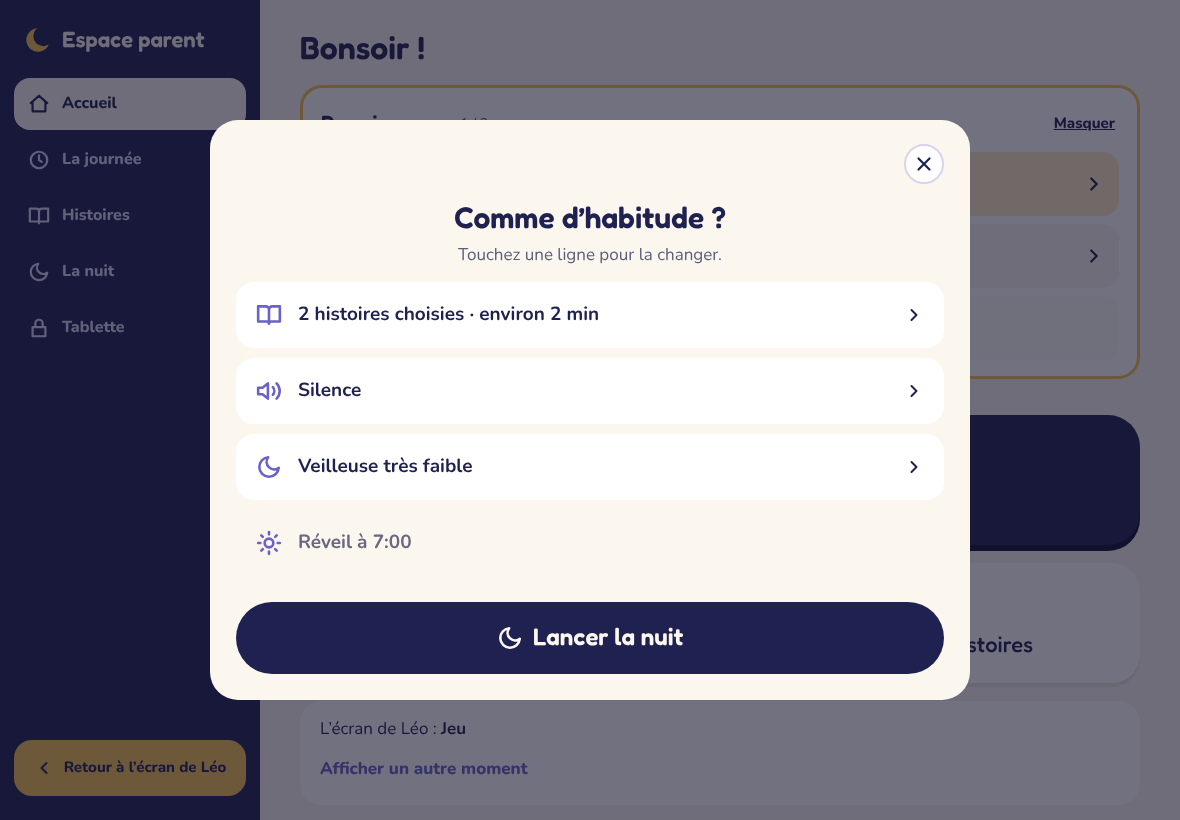 Espace parent
Accueil
La journée
Histoires
La nuit
Tablette
Retour à l'écran de Léo
Bonsoir !
Masquer
Comme d'habitude ?
Touchez une ligne pour la changer.
2 histoires choisies · environ 2 min
Silence
Veilleuse très faible
Réveil à 7:00
Lancer la nuit
L'écran de Léo : Jeu
Afficher un autre moment